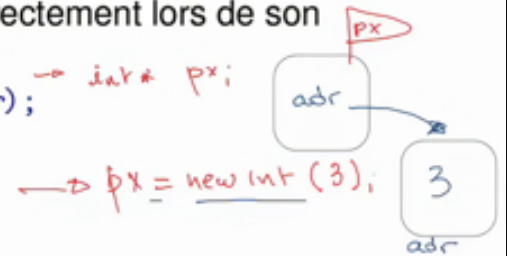 ectement lors de son
px
→ int * px;
adr
);
→ px = new int (3);
3
adr